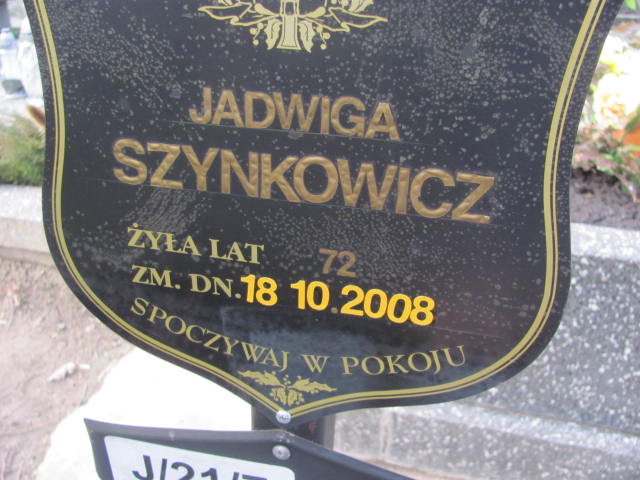 JADWIGA
SZYNKOWICZ
ŻYŁA LAT 72
ZM. DN. 18 10.2008
SPOCZYWAJ W POKOJU